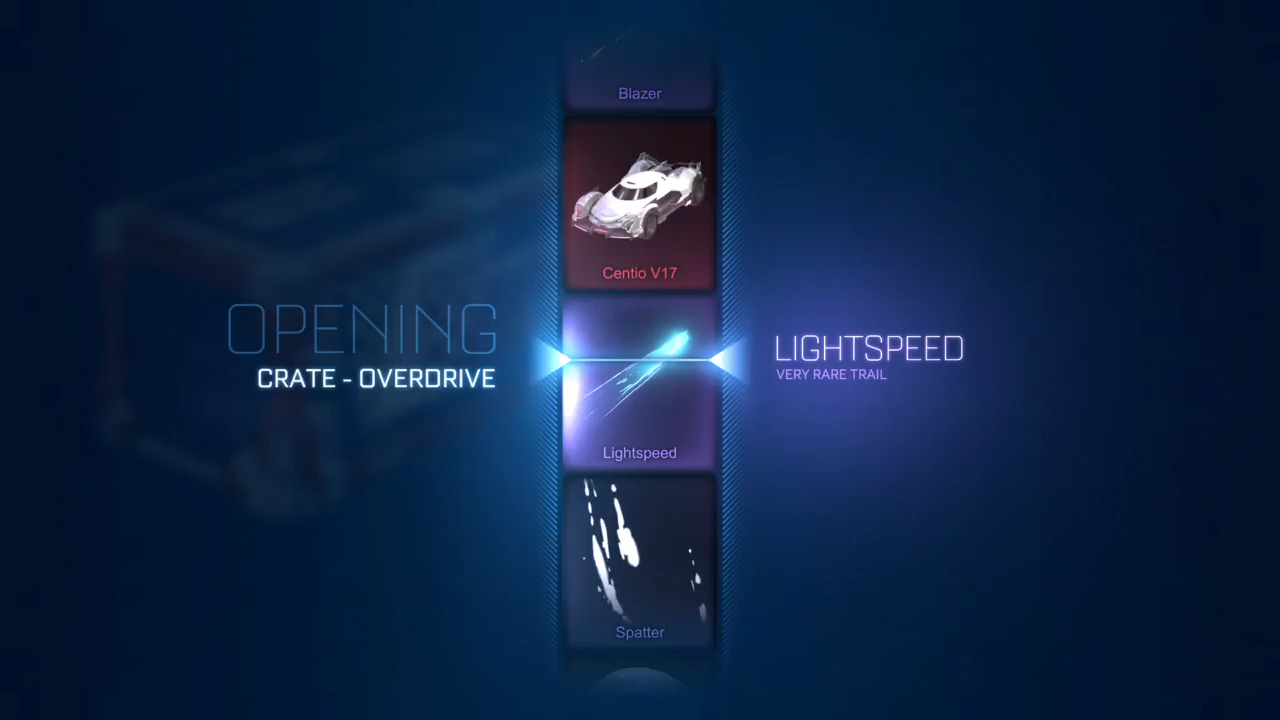 Blazer
Centio V17
OPENING
CRATE - OVERDRIVE
LIGHTSPEED
VERY RARE TRAIL
Lightspeed
Spatter